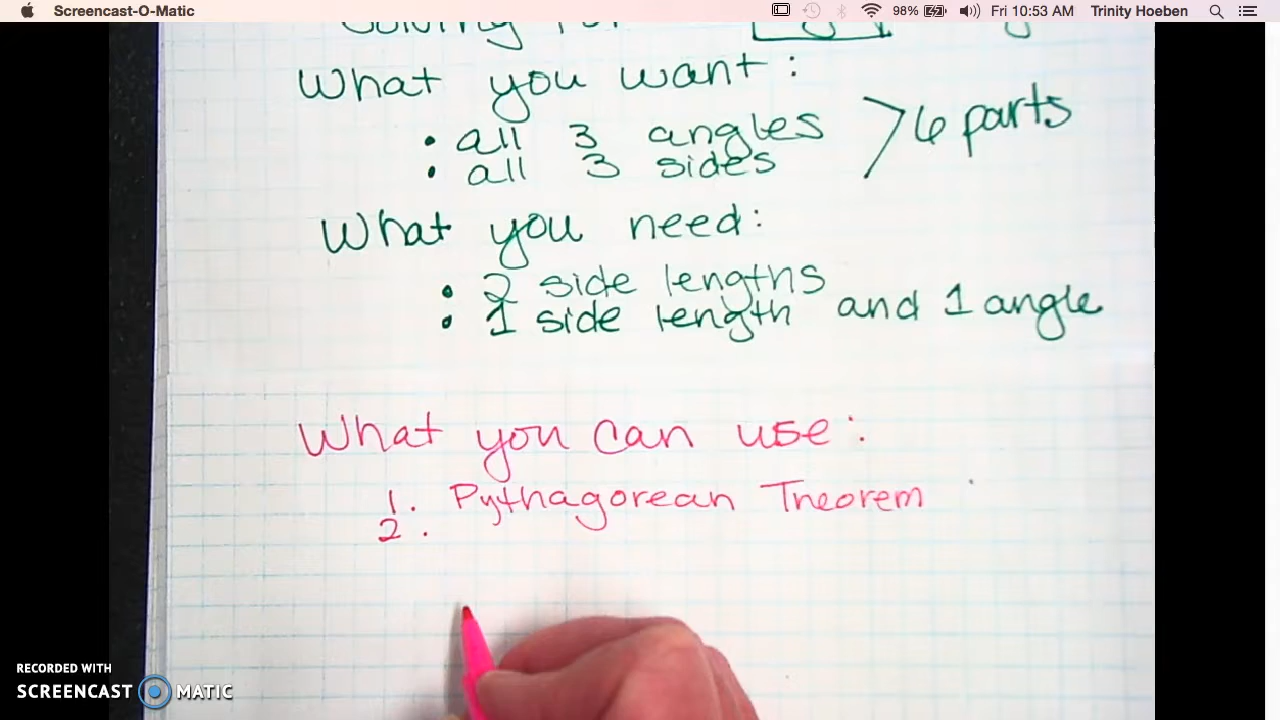 Screencast-O-Matic
98%
Fri 10:53 AM
Trinity Hoeben
Solving for
What you want:
• all 3 angles
• all 3 sides
6 parts
What you need:
• 2 side lengths
• 1 side length and 1 angle
What you can use:
1. Pythagorean Theorem
2.
RECORDED WITH
SCREENCAST MATIC